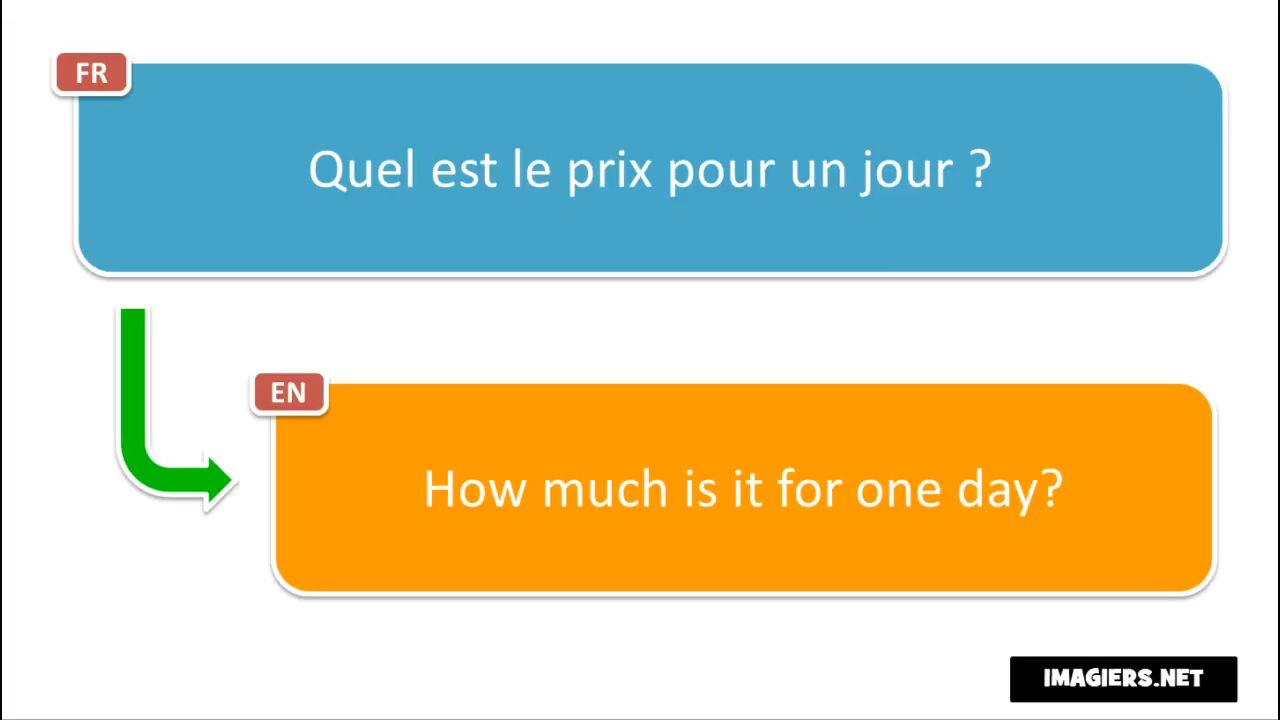 FR
Quel est le prix pour un jour ?
EN
How much is it for one day?
IMAGIERS.NET